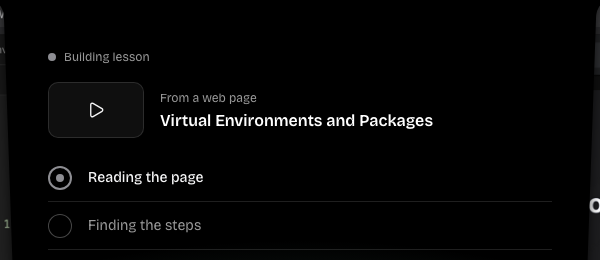 Building lesson
From a web page
Virtual Environments and Packages
Reading the page
Finding the steps